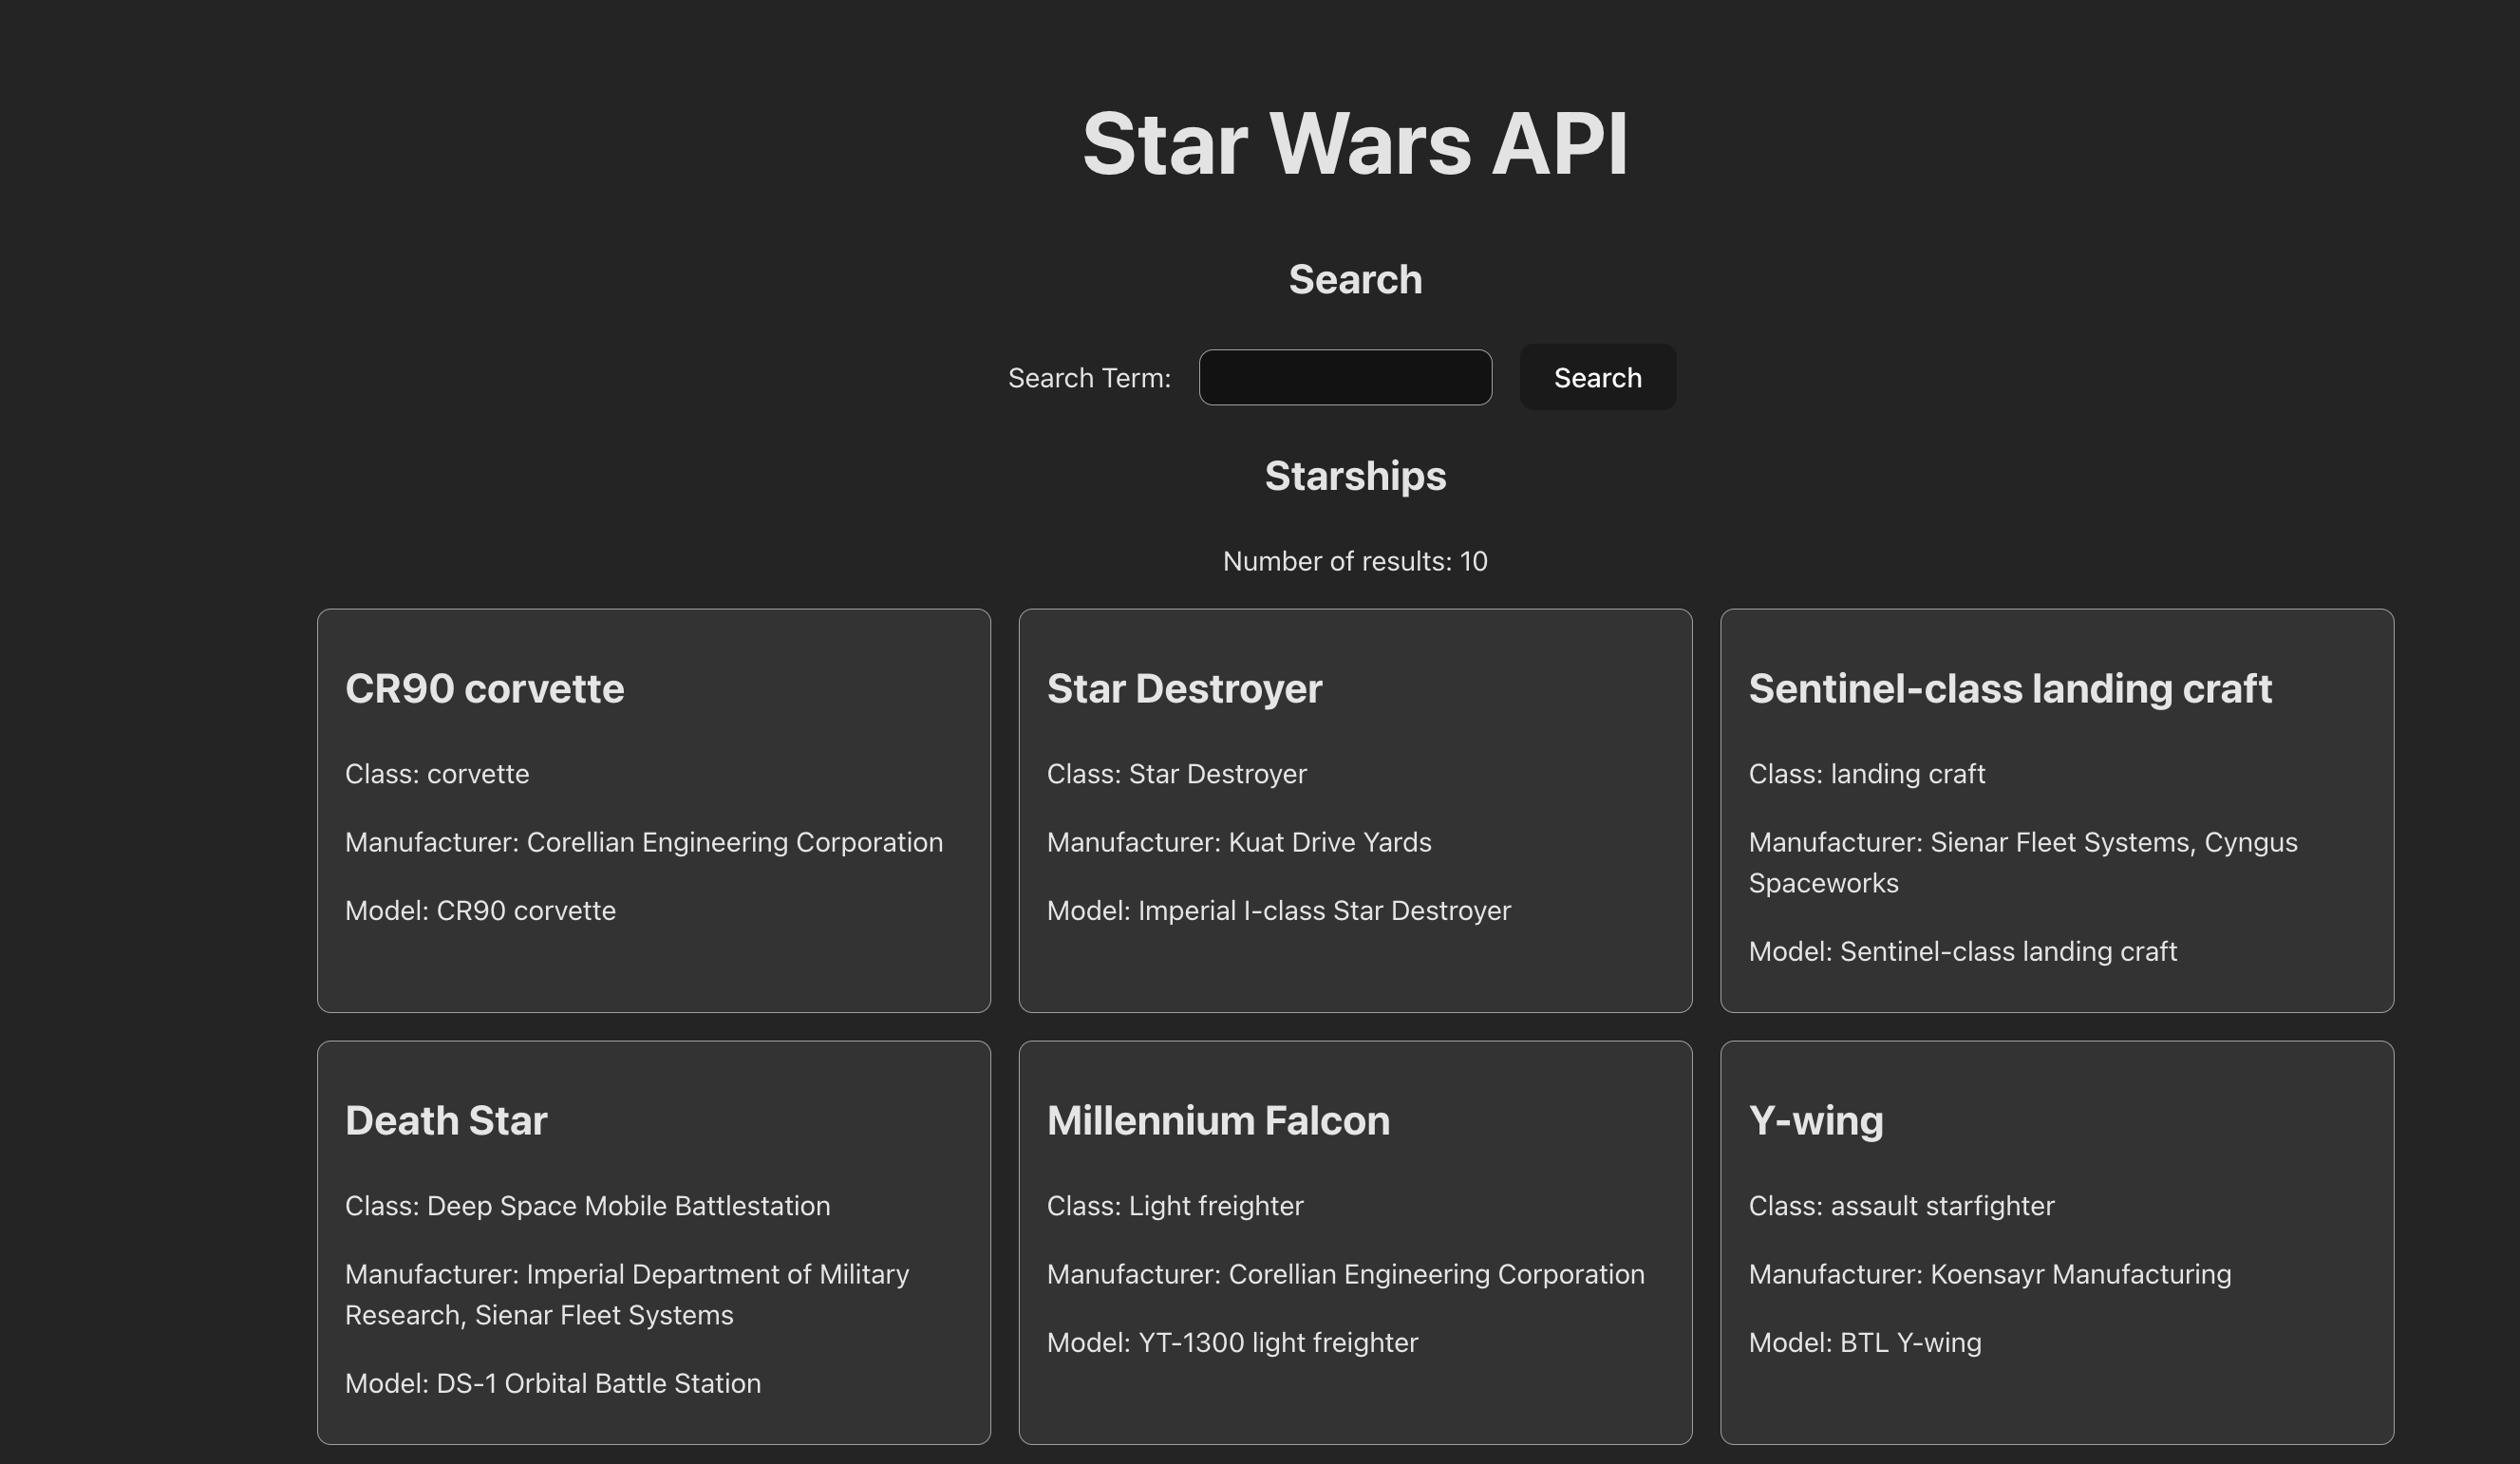 Star Wars API
Search
Search Term:
Search
Starships
Number of results: 10
CR90 corvette
Class: corvette
Manufacturer: Corellian Engineering Corporation
Model: CR90 corvette
Star Destroyer
Class: Star Destroyer
Manufacturer: Kuat Drive Yards
Model: Imperial I-class Star Destroyer
Sentinel-class landing craft
Class: landing craft
Manufacturer: Sienar Fleet Systems, Cyngus
Spaceworks
Model: Sentinel-class landing craft
Death Star
Class: Deep Space Mobile Battlestation
Manufacturer: Imperial Department of Military
Research, Sienar Fleet Systems
Model: DS-1 Orbital Battle Station
Millennium Falcon
Class: Light freighter
Manufacturer: Corellian Engineering Corporation
Model: YT-1300 light freighter
Y-wing
Class: assault starfighter
Manufacturer: Koensayr Manufacturing
Model: BTL Y-wing